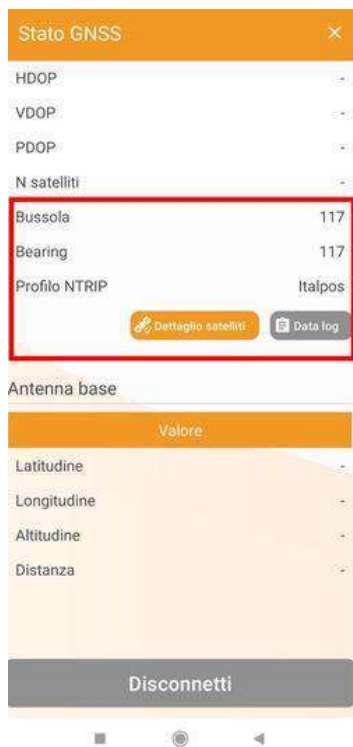 Stato GNSS
HDOP -
VDOP -
PDOP -
N satelliti -
Bussola 117
Bearing 117
Profilo NTRIP Italpos
Dettaglio satelliti Data log
Antenna base
Valore
Latitudine -
Longitudine -
Altitudine -
Distanza -
Disconnetti